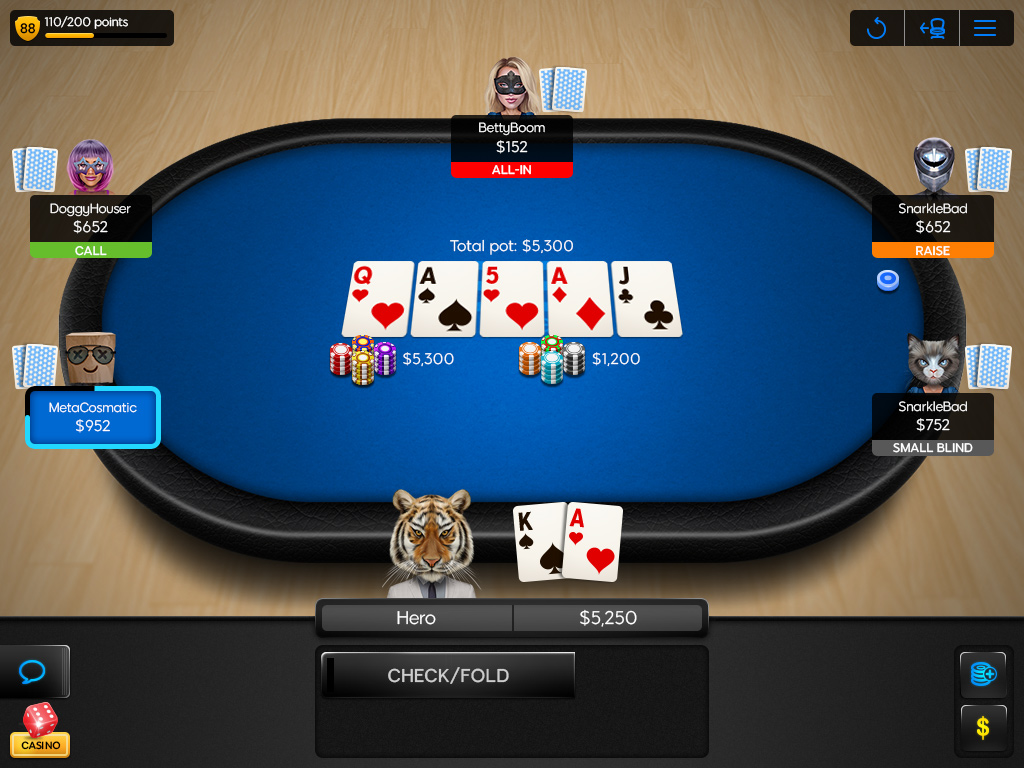 88 110/200 points
BettyBoom
$152
ALL-IN
DoggyHouser
$652
CALL
SnarkleBad
$652
RAISE
Total pot: $5,300
Q A 5 A J
$5,300 $1,200
MetaCosmatic
$952
SnarkleBad
$752
SMALL BLIND
K A
Hero $5,250
CHECK/FOLD
$
CASINO